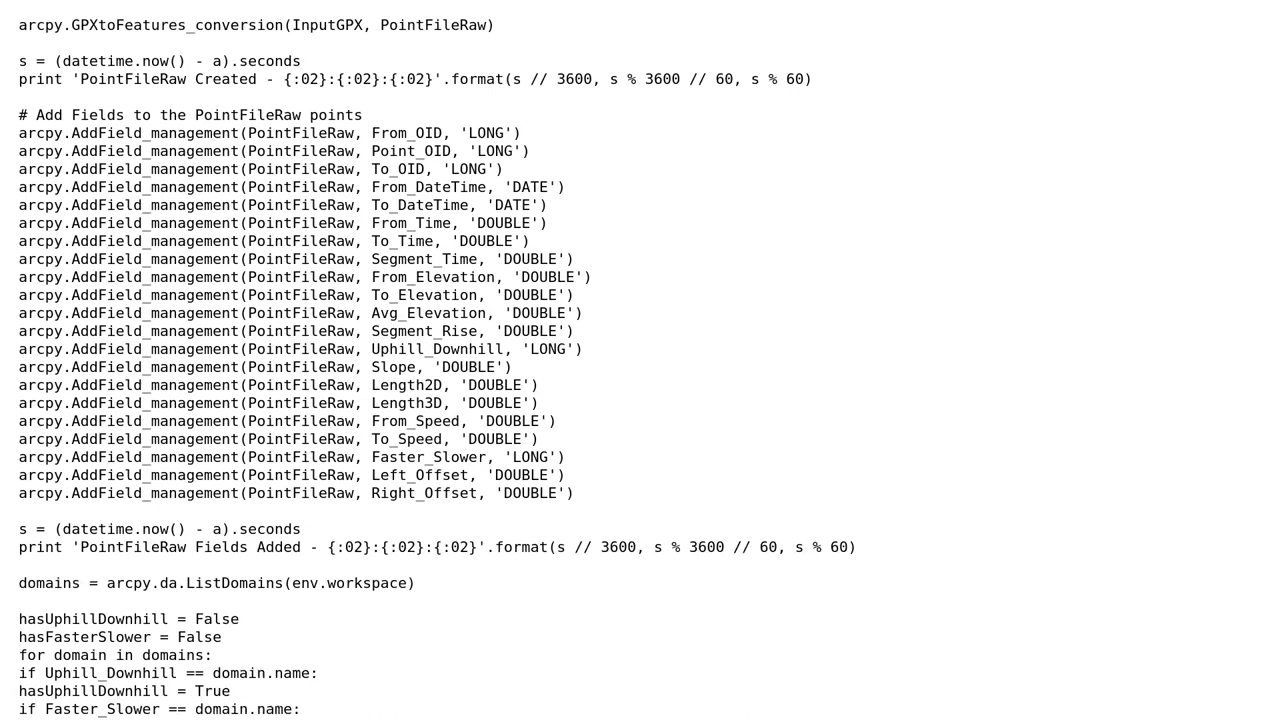 arcpy.GPXtoFeatures_conversion(InputGPX, PointFileRaw)
s = (datetime.now() - a).seconds
print 'PointFileRaw Created - {:02}:{:02}:{:02}'.format(s // 3600, s % 3600 // 60, s % 60)
# Add Fields to the PointFileRaw points
arcpy.AddField_management(PointFileRaw, From_OID, 'LONG')
arcpy.AddField_management(PointFileRaw, Point_OID, 'LONG')
arcpy.AddField_management(PointFileRaw, To_OID, 'LONG')
arcpy.AddField_management(PointFileRaw, From_DateTime, 'DATE')
arcpy.AddField_management(PointFileRaw, To_DateTime, 'DATE')
arcpy.AddField_management(PointFileRaw, From_Time, 'DOUBLE')
arcpy.AddField_management(PointFileRaw, To_Time, 'DOUBLE')
arcpy.AddField_management(PointFileRaw, Segment_Time, 'DOUBLE')
arcpy.AddField_management(PointFileRaw, From_Elevation, 'DOUBLE')
arcpy.AddField_management(PointFileRaw, To_Elevation, 'DOUBLE')
arcpy.AddField_management(PointFileRaw, Avg_Elevation, 'DOUBLE')
arcpy.AddField_management(PointFileRaw, Segment_Rise, 'DOUBLE')
arcpy.AddField_management(PointFileRaw, Uphill_Downhill, 'LONG')
arcpy.AddField_management(PointFileRaw, Slope, 'DOUBLE')
arcpy.AddField_management(PointFileRaw, Length2D, 'DOUBLE')
arcpy.AddField_management(PointFileRaw, Length3D, 'DOUBLE')
arcpy.AddField_management(PointFileRaw, From_Speed, 'DOUBLE')
arcpy.AddField_management(PointFileRaw, To_Speed, 'DOUBLE')
arcpy.AddField_management(PointFileRaw, Faster_Slower, 'LONG')
arcpy.AddField_management(PointFileRaw, Left_Offset, 'DOUBLE')
arcpy.AddField_management(PointFileRaw, Right_Offset, 'DOUBLE')
s = (datetime.now() - a).seconds
print 'PointFileRaw Fields Added - {:02}:{:02}:{:02}'.format(s // 3600, s % 3600 // 60, s % 60)
domains = arcpy.da.ListDomains(env.workspace)
hasUphillDownhill = False
hasFasterSlower = False
for domain in domains:
if Uphill_Downhill == domain.name:
hasUphillDownhill = True
if Faster_Slower == domain.name: